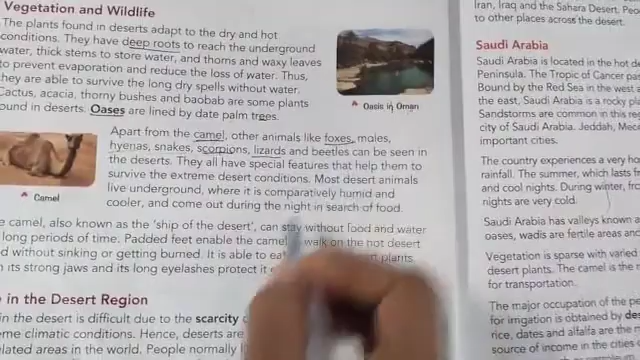 Vegetation and Wildlife
The plants found in deserts adapt to the dry and hot
conditions. They have deep roots to reach the underground
water, thick stems to store water, and thorns and waxy leaves
to prevent evaporation and reduce the loss of water. Thus,
they are able to survive the long dry spells without water.
Cactus, acacia, thorny bushes and baobab are some plants
ound in deserts. Oases are lined by date palm trees.
Oasis in Oman
Apart from the camel, other animals like foxes, moles,
hyenas, snakes, scorpions, lizards and beetles can be seen in
the deserts. They all have special features that help them to
survive the extreme desert conditions. Most desert animals
live underground, where it is comparatively humid and
cooler, and come out during the night in search of food.
Camel
e camel, also known as the 'ship of the desert', can stay without food and water
long periods of time. Padded feet enable the camel walk on the hot desert
d without sinking or getting burned. It is able to ea plants
its strong jaws and its long eyelashes protect it
e in the Desert Region
in the desert is difficult due to the scarcity
eme climatic conditions. Hence, deserts are
lated areas in the world. People normally li
Iran, Iraq and the Sahara Desert. Peo
to other places across the desert.
Saudi Arabia
Saudi Arabia is located in the hot de
Peninsula. The Tropic of Cancer pa
Bound by the Red Sea in the west a
the east, Saudi Arabia is a rocky pl
Sandstorms are common in this re
city of Saudi Arabia. Jeddah, Mec
important cities.
The country experiences a very ho
rainfall. The summer, which lasts f
and cool nights. During winter, fr
nights are very cold.
Saudi Arabia has valleys known a
oases, wadis are fertile areas and
Vegetation is sparse with varied
desert plants. The camel is the
for transportation.
The major occupation of the pe
for irrigation is obtained by des
rice, dates and alfalfa are the r
source of income in the cities